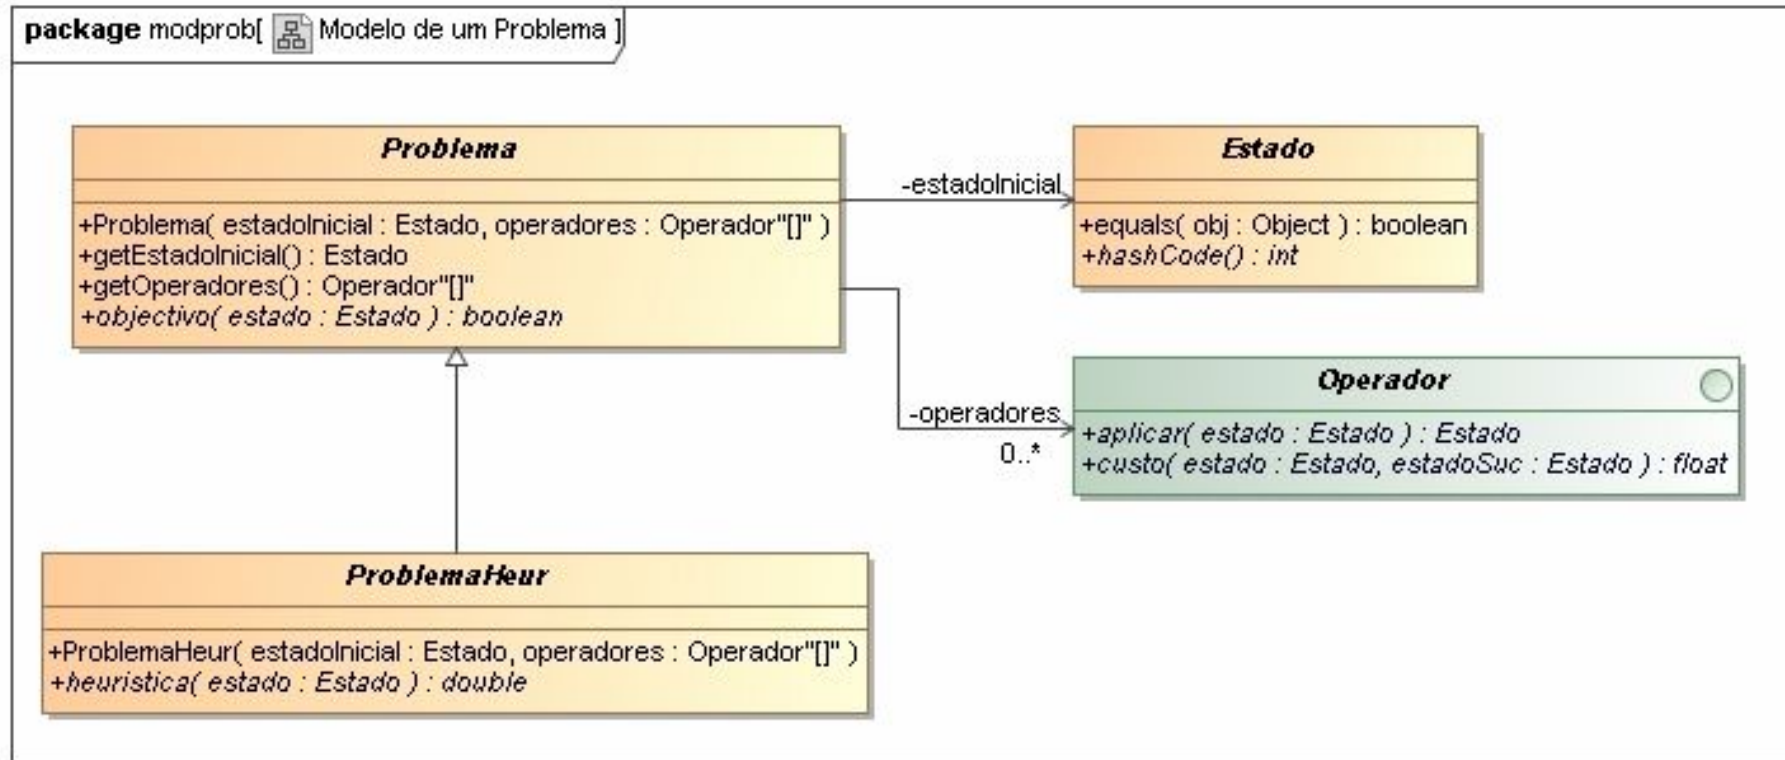 package modprob[ Modelo de um Problema ]
Problema
+Problema( estadoInicial : Estado, operadores : Operador"[]" )
+getEstadoInicial() : Estado
+getOperadores() : Operador"[]"
+objectivo( estado : Estado ) : boolean
-estadoInicial
Estado
+equals( obj : Object ) : boolean
+hashCode() : int
-operadores
0..*
Operador
+aplicar( estado : Estado ) : Estado
+custo( estado : Estado, estadoSuc : Estado ) : float
ProblemaHeur
+ProblemaHeur( estadoInicial : Estado, operadores : Operador"[]" )
+heuristica( estado : Estado ) : double